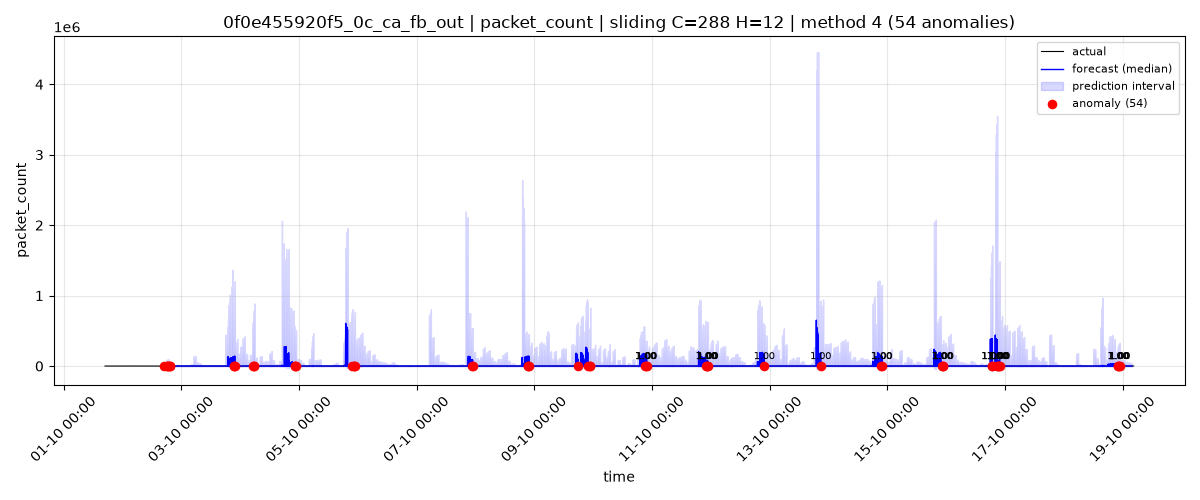 0f0e455920f5_0c_ca_fb_out | packet_count | sliding C=288 H=12 | method 4 (54 anomalies)
1e6
actual
forecast (median)
prediction interval
anomaly (54)
4
3
2
1
0
packet_count
1.00
1.00
1.00
1.00
1.00
1.00
1.00
1.00
01-10 00:00
03-10 00:00
05-10 00:00
07-10 00:00
09-10 00:00
11-10 00:00
13-10 00:00
15-10 00:00
17-10 00:00
19-10 00:00
time